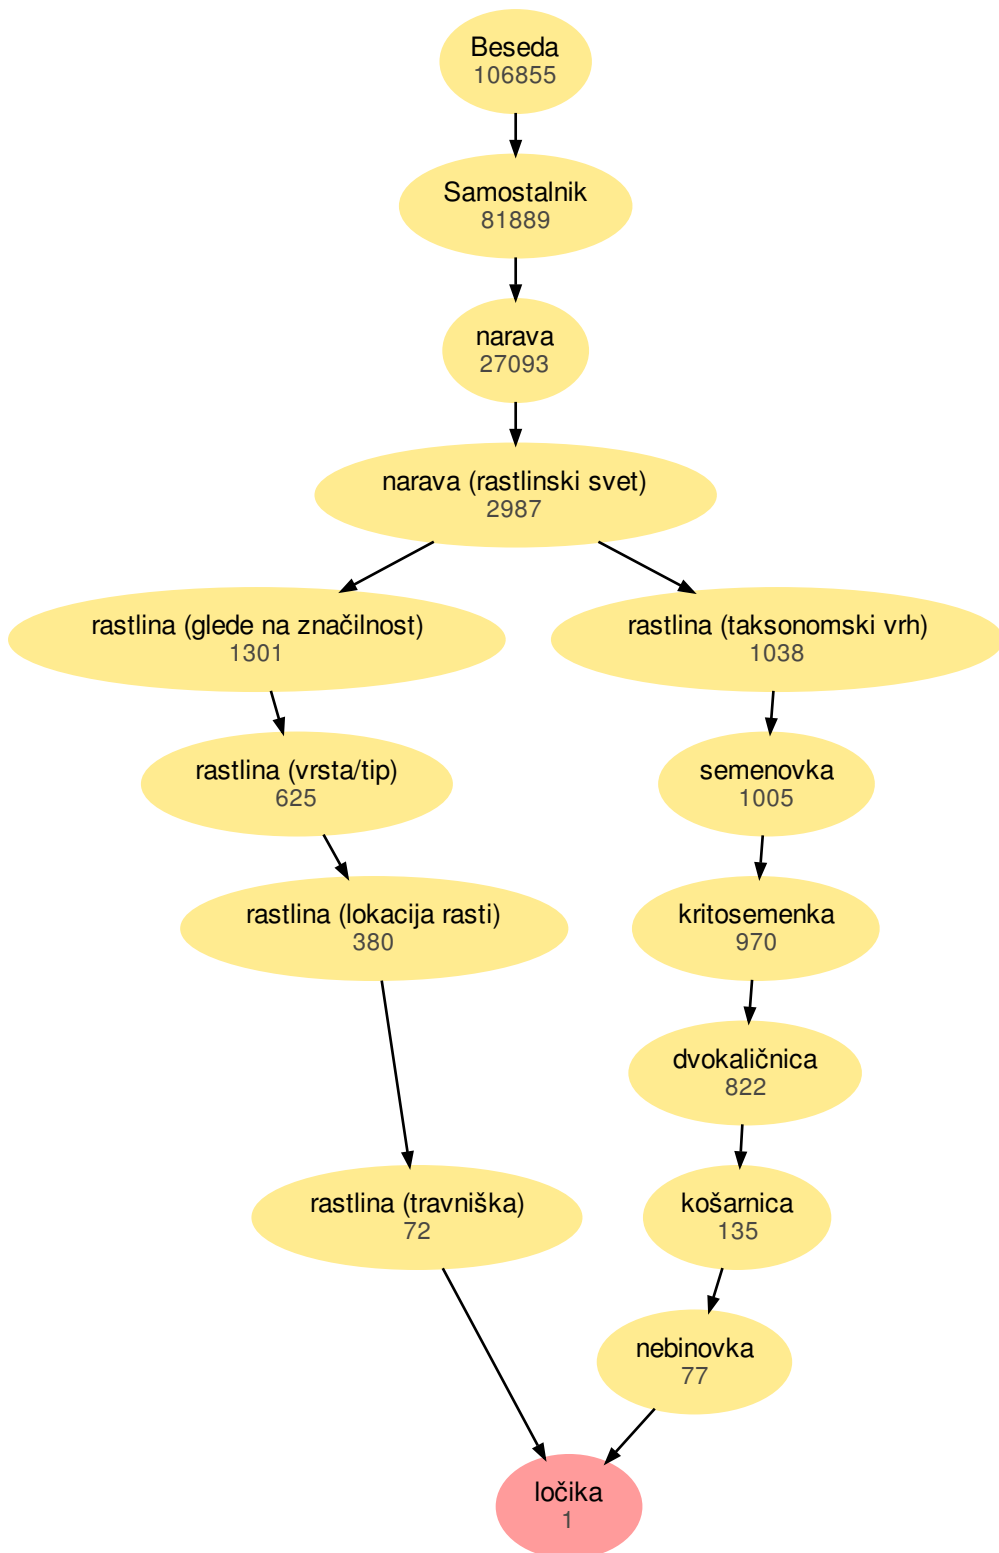 Beseda
106855
Samostalnik
81889
narava
27093
narava (rastlinski svet)
2987
rastlina (glede na značilnost)
1301
rastlina (taksonomski vrh)
1038
rastlina (vrsta/tip)
625
semenovka
1005
rastlina (lokacija rasti)
380
kritosemenka
970
dvokaličnica
822
rastlina (travniška)
72
košarnica
135
nebinovka
77
ločika
1